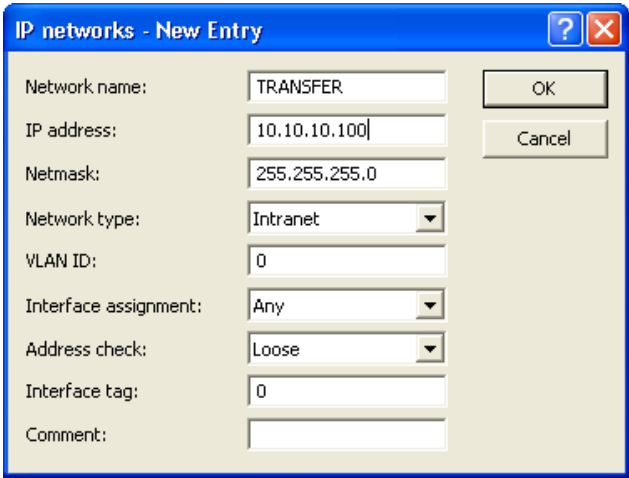 IP networks - New Entry
Network name: TRANSFER OK
IP address: 10.10.10.100 Cancel
Netmask: 255.255.255.0
Network type: Intranet
VLAN ID: 0
Interface assignment: Any
Address check: Loose
Interface tag: 0
Comment: